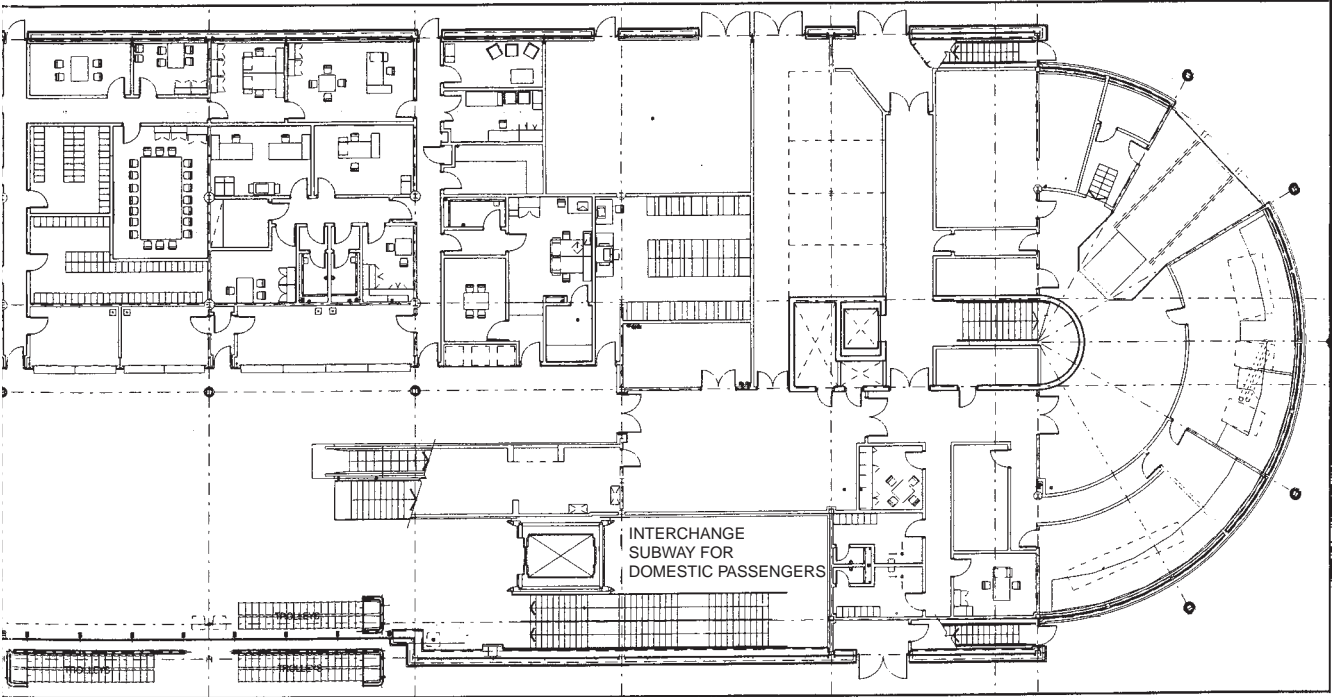 INTERCHANGE
SUBWAY FOR
DOMESTIC PASSENGERS
TROLLEYS
TROLLEYS
TROLLEYS